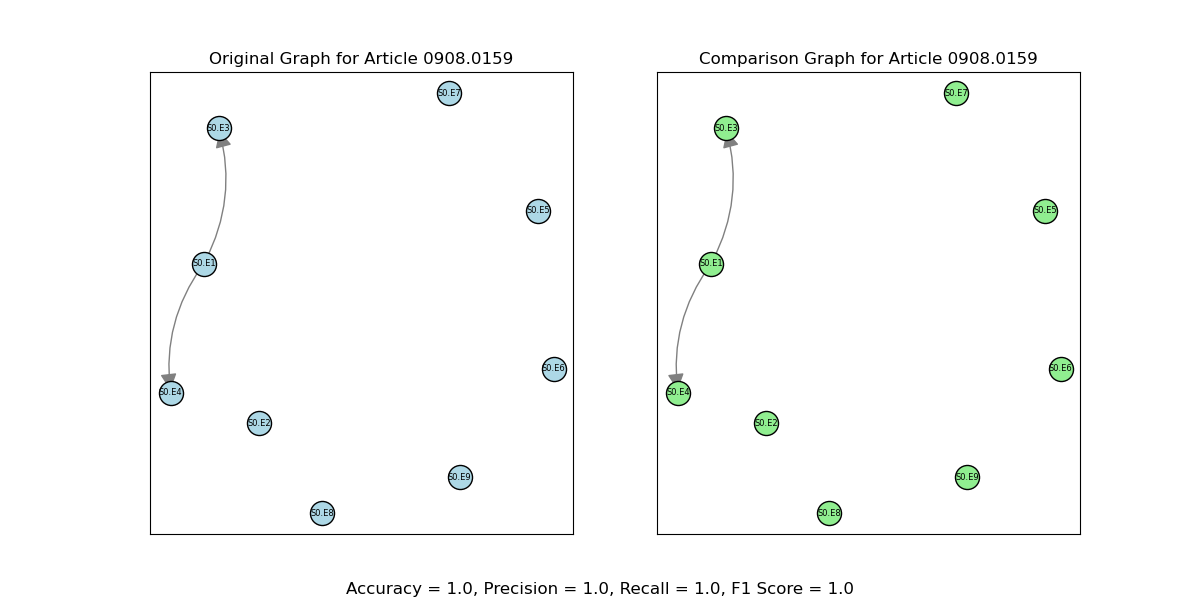 Original Graph for Article 0908.0159
S0.E7
S0.E3
S0.E5
S0.E1
S0.E6
S0.E4
S0.E2
S0.E9
S0.E8
Comparison Graph for Article 0908.0159
S0.E7
S0.E3
S0.E5
S0.E1
S0.E6
S0.E4
S0.E2
S0.E9
S0.E8
Accuracy = 1.0, Precision = 1.0, Recall = 1.0, F1 Score = 1.0